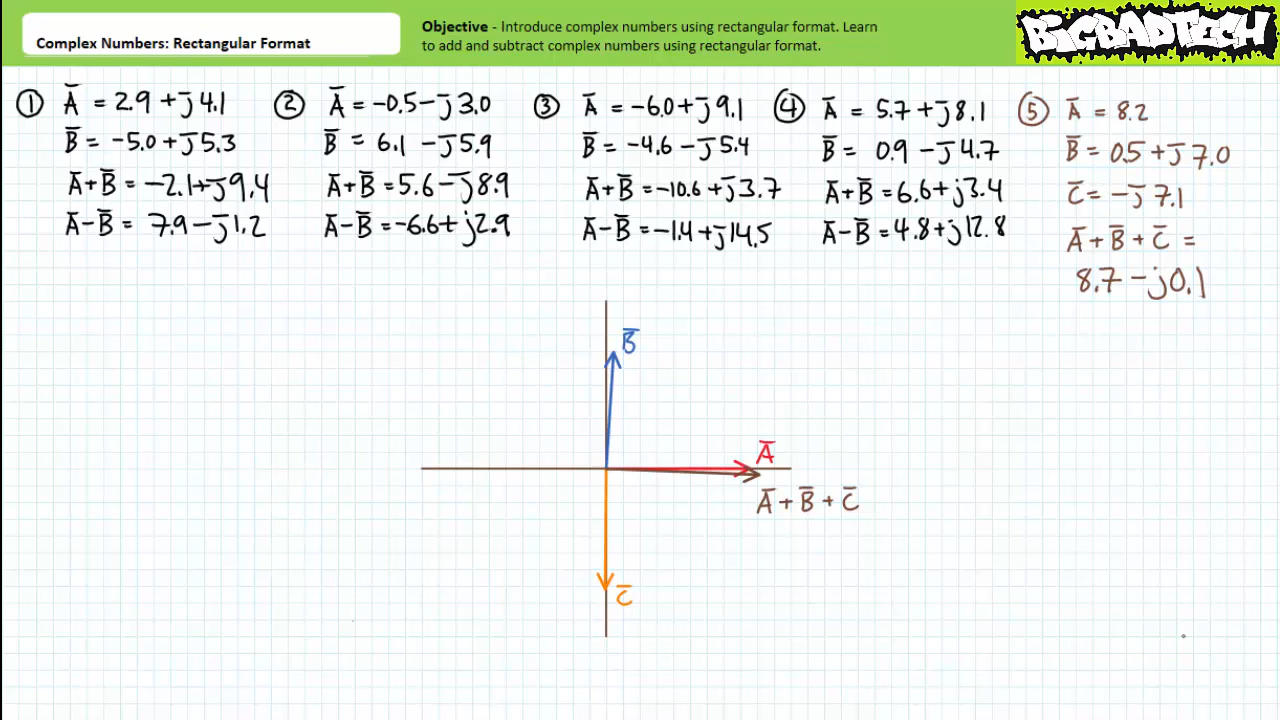 Complex Numbers: Rectangular Format
Objective - Introduce complex numbers using rectangular format. Learn
to add and subtract complex numbers using rectangular format.
BIGBADTECH
① A̅ = 2.9 + j4.1
B̅ = -5.0 + j5.3
A̅+B̅ = -2.1+j9.4
A̅-B̅ = 7.9 - j1.2
② A̅ = -0.5 - j3.0
B̅ = 6.1 - j5.9
A̅+B̅ = 5.6 - j8.9
A̅-B̅ = -6.6 + j2.9
③ A̅ = -6.0 + j9.1
B̅ = -4.6 - j5.4
A̅+B̅ = -10.6 + j3.7
A̅-B̅ = -1.4 + j14.5
④ A̅ = 5.7 + j8.1
B̅ = 0.9 - j4.7
A̅+B̅ = 6.6 + j3.4
A̅-B̅ = 4.8 + j12.8
⑤ A̅ = 8.2
B̅ = 0.5 + j7.0
C̅ = -j7.1
A̅ + B̅ + C̅ =
8.7 - j0.1
B̅
A̅
A̅ + B̅ + C̅
C̅